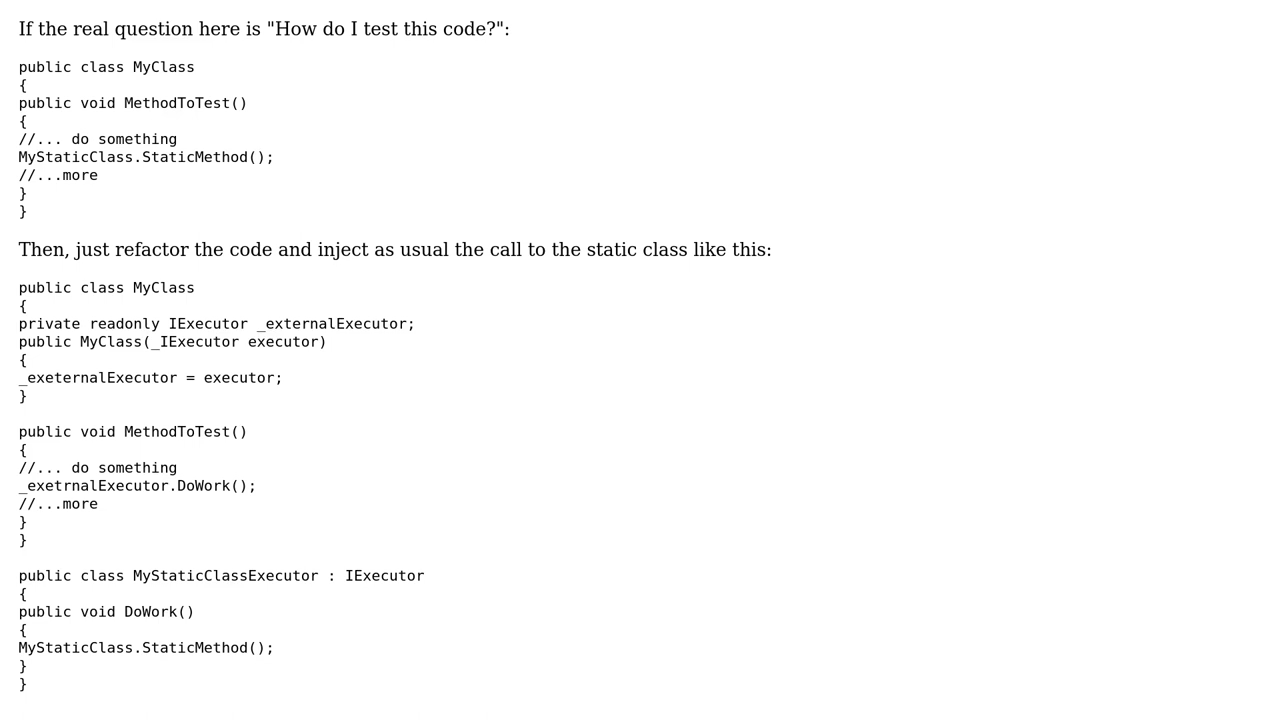 If the real question here is "How do I test this code?":
public class MyClass
{
public void MethodToTest()
{
//... do something
MyStaticClass.StaticMethod();
//...more
}
}
Then, just refactor the code and inject as usual the call to the static class like this:
public class MyClass
{
private readonly IExecutor _externalExecutor;
public MyClass(_IExecutor executor)
{
_exeternalExecutor = executor;
}
public void MethodToTest()
{
//... do something
_exetrnalExecutor.DoWork();
//...more
}
}
public class MyStaticClassExecutor : IExecutor
{
public void DoWork()
{
MyStaticClass.StaticMethod();
}
}